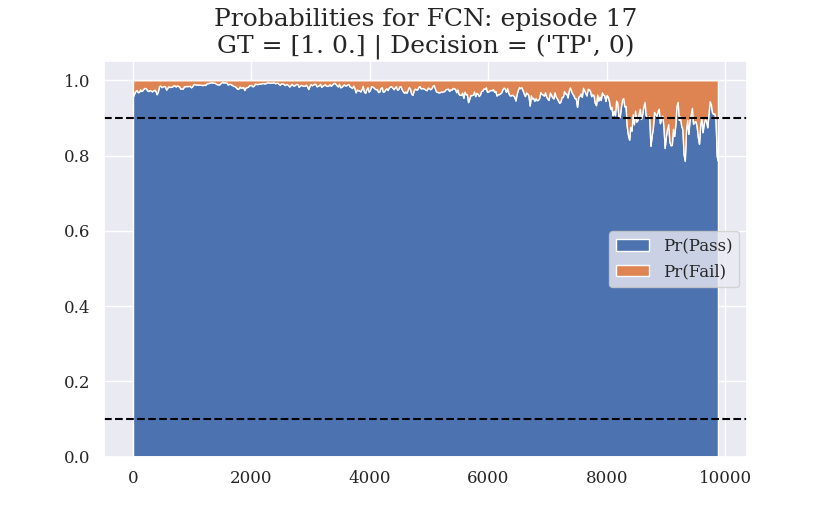 Probabilities for FCN: episode 17
GT = [1. 0.] | Decision = ('TP', 0)
1.0
0.8
0.6
0.4
0.2
0.0
Pr(Pass)
Pr(Fail)
0 2000 4000 6000 8000 10000